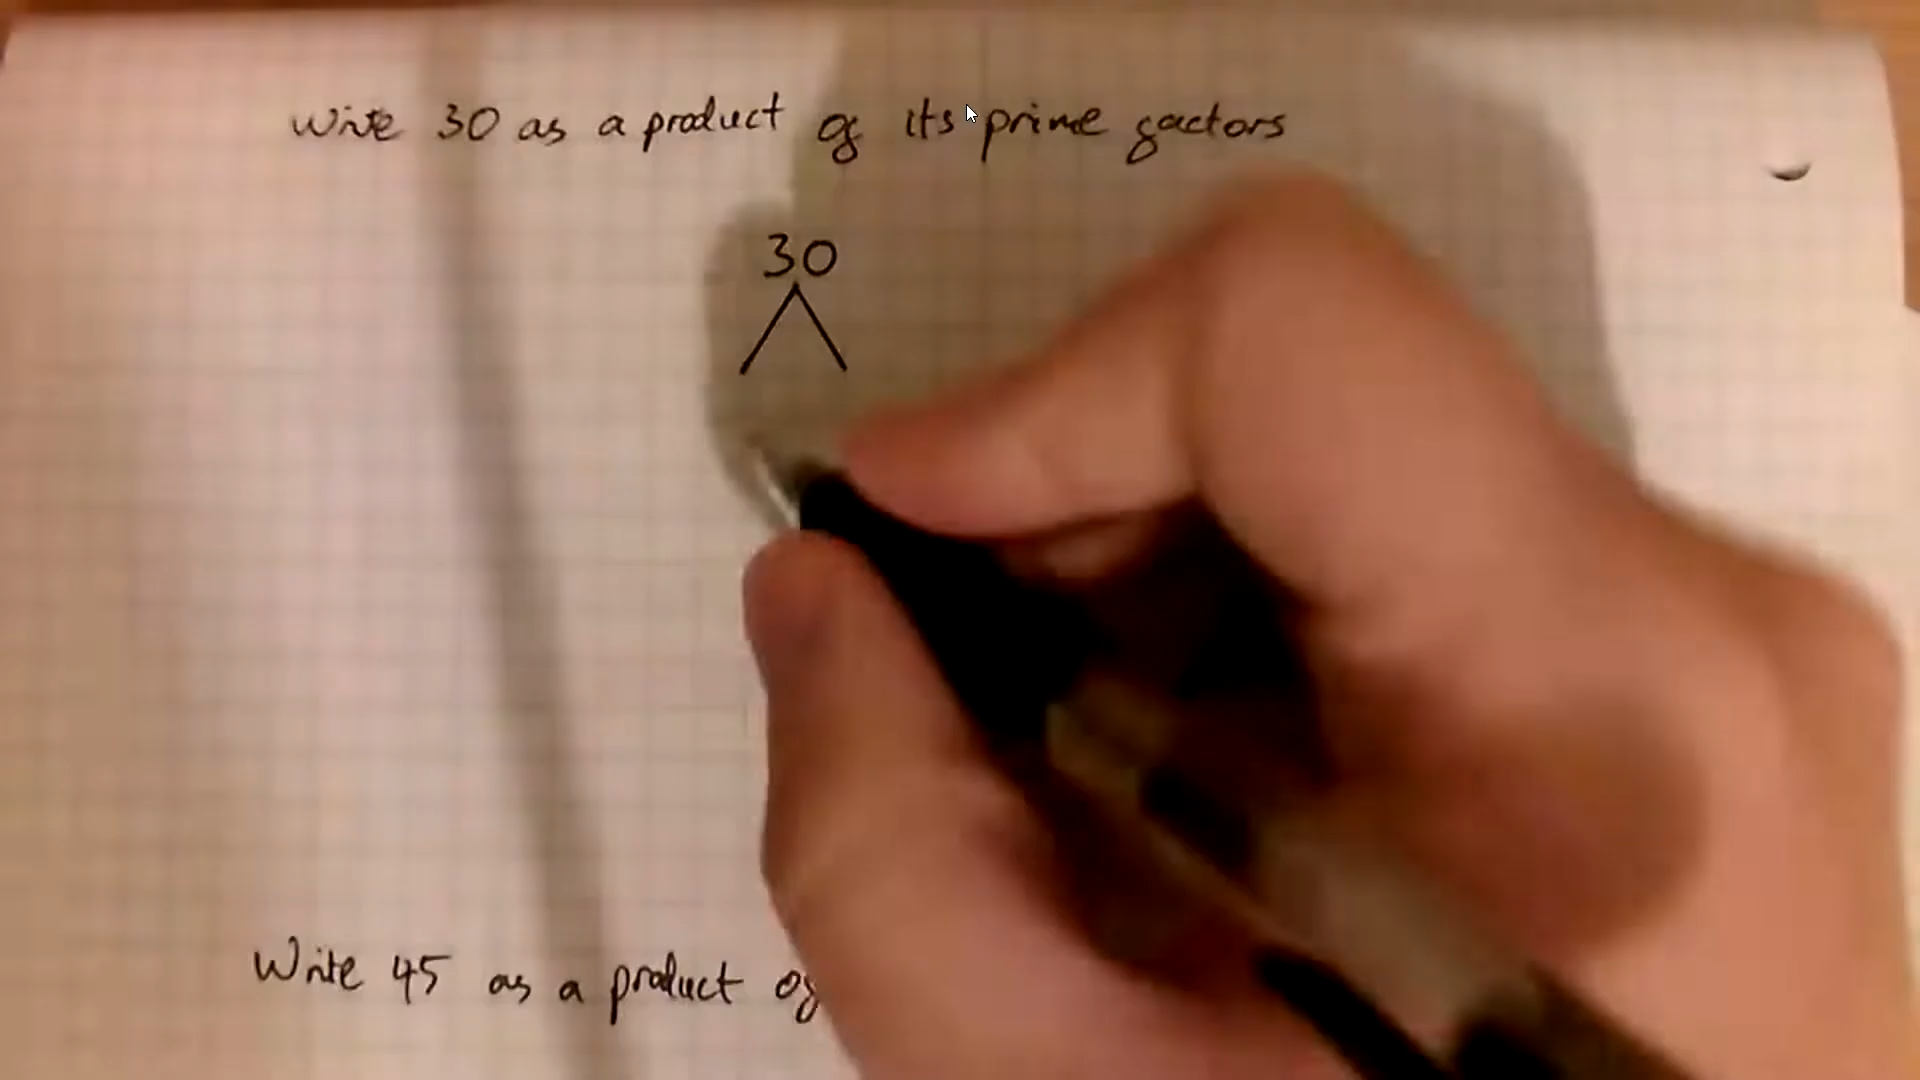 Write 30 as a product of its prime factors
30
Write 45 as a product of